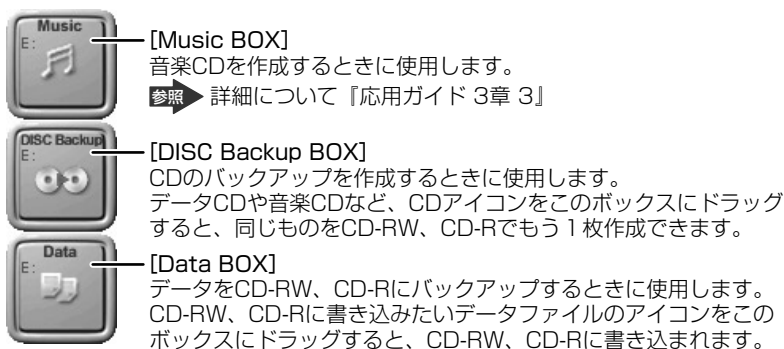 Music
E:
[Music BOX]
音楽CDを作成するときに使用します。
参照 詳細について『応用ガイド 3章 3』
DISC Backup
E:
[DISC Backup BOX]
CDのバックアップを作成するときに使用します。
データCDや音楽CDなど、CDアイコンをこのボックスにドラッグ
すると、同じものをCD-RW、CD-Rでもう１枚作成できます。
Data
E:
[Data BOX]
データをCD-RW、CD-Rにバックアップするときに使用します。
CD-RW、CD-Rに書き込みたいデータファイルのアイコンをこの
ボックスにドラッグすると、CD-RW、CD-Rに書き込まれます。